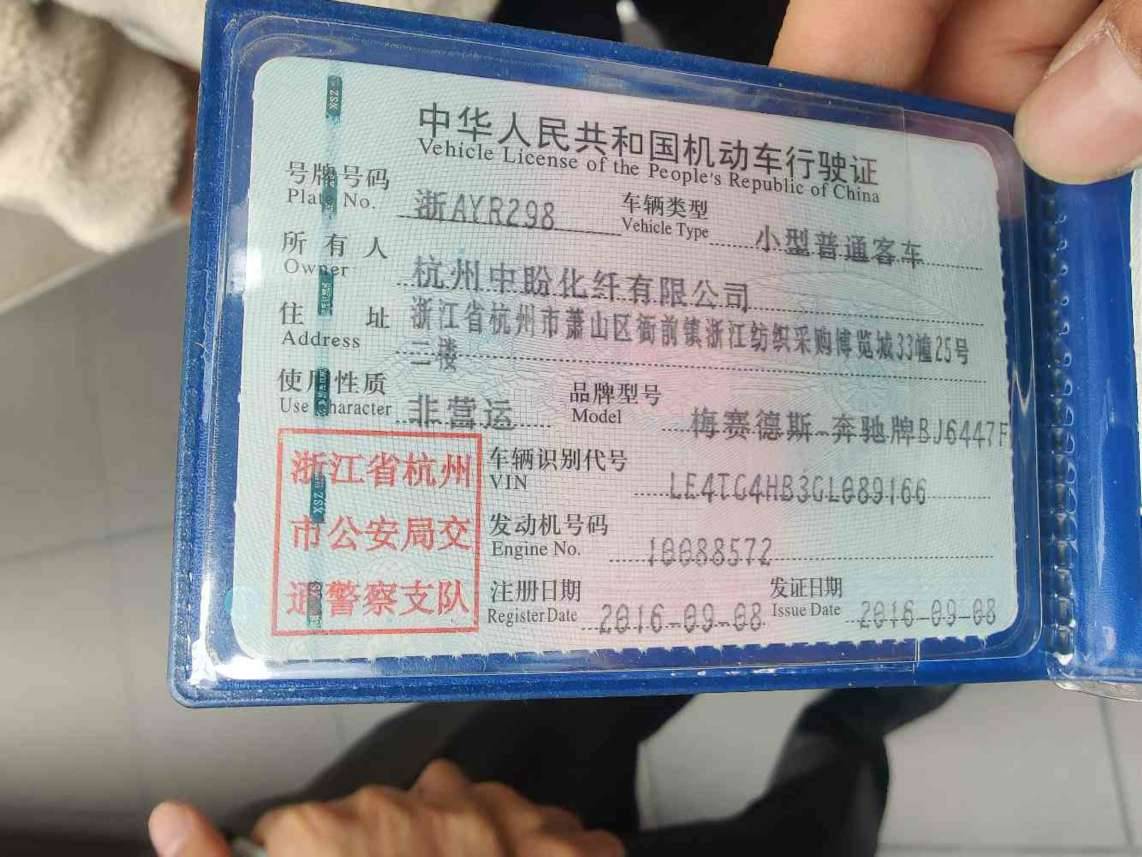 中华人民共和国机动车行驶证
Vehicle License of the People's Republic of China
号牌号码 浙AYR298 车辆类型 小型普通客车
Plate No. Vehicle Type
所有人 杭州中盼化纤有限公司
Owner
住址 浙江省杭州市萧山区衙前镇浙江纺织采购博览城33幢25号
Address 二楼
使用性质 非营运 品牌型号 梅赛德斯-奔驰牌BJ6447F
Use Character Model
浙江省杭州
市公安局交
通警察支队
车辆识别代号 LE4TG4HB3GL089166
VIN
发动机号码 10088572
Engine No.
注册日期 2016-09-08 发证日期 2016-09-08
Register Date Issue Date